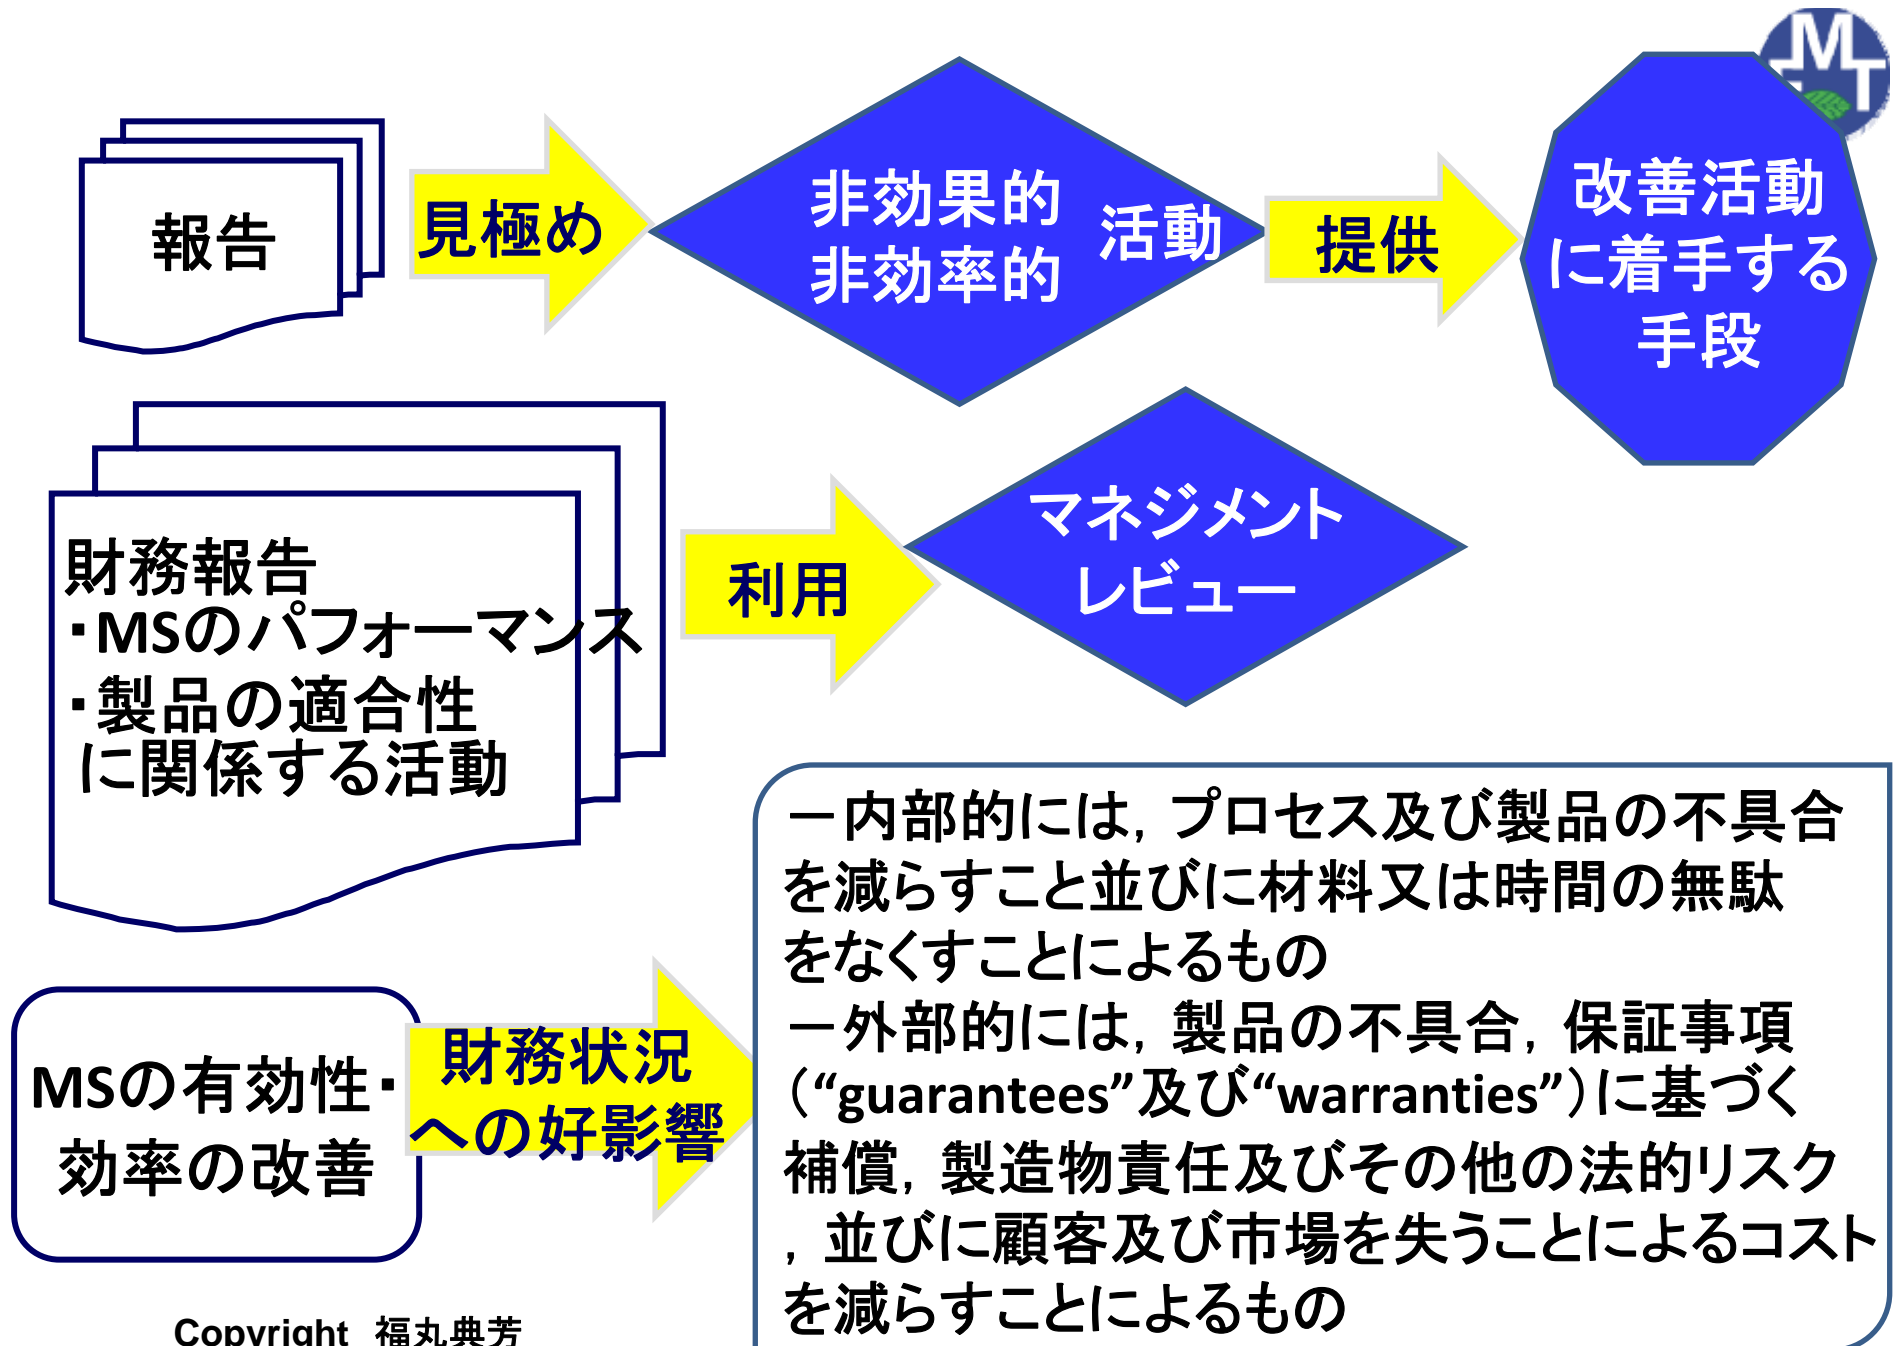 報告
見極め
非効果的
非効率的
活動
提供
改善活動
に着手する
手段
財務報告
・MSのパフォーマンス
・製品の適合性
に関係する活動
利用
マネジメント
レビュー
MSの有効性・
効率の改善
財務状況
への好影響
－内部的には，プロセス及び製品の不具合
を減らすこと並びに材料又は時間の無駄
をなくすことによるもの
－外部的には，製品の不具合，保証事項
（“guarantees”及び“warranties”）に基づく
補償，製造物責任及びその他の法的リスク
，並びに顧客及び市場を失うことによるコスト
を減らすことによるもの
Copyright　福丸典芳
MT